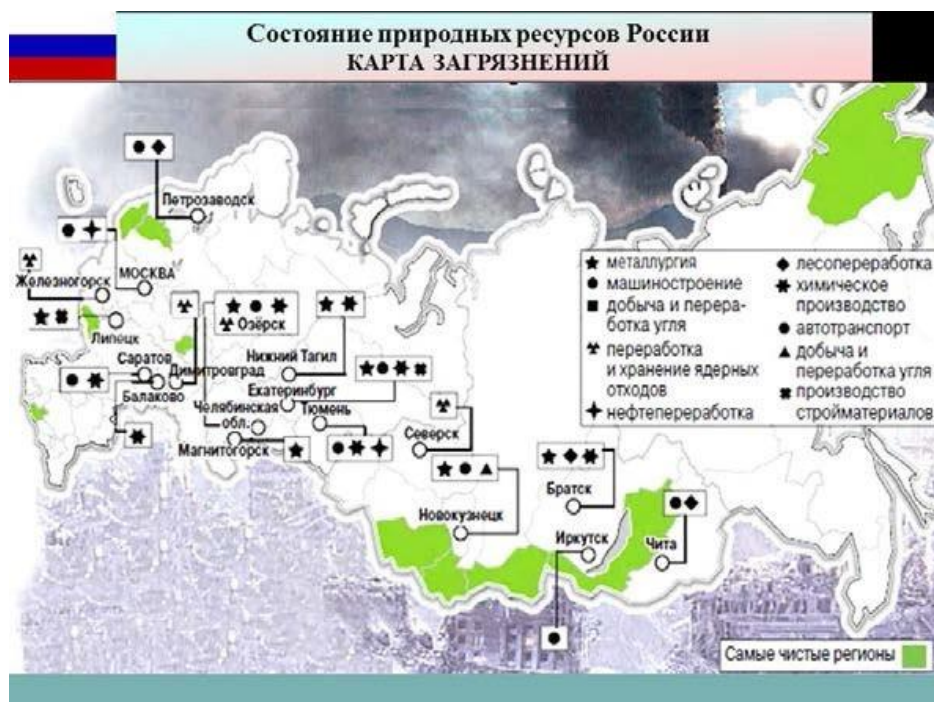 Состояние природных ресурсов России
КАРТА ЗАГРЯЗНЕНИЙ
Петрозаводск
МОСКВА
Железногорск
Липецк
Озёрск
Саратов
Димитровград
Балаково
Нижний Тагил
Екатеринбург
Челябинская
обл.
Тюмень
Магнитогорск
Северск
Новокузнецк
Братск
Иркутск
Чита
металлургия
машиностроение
добыча и перера-
ботка угля
переработка
и хранение ядерных
отходов
нефтепереработка
лесопереработка
химическое
производство
автотранспорт
добыча и
переработка угля
производство
стройматериалов
Самые чистые регионы